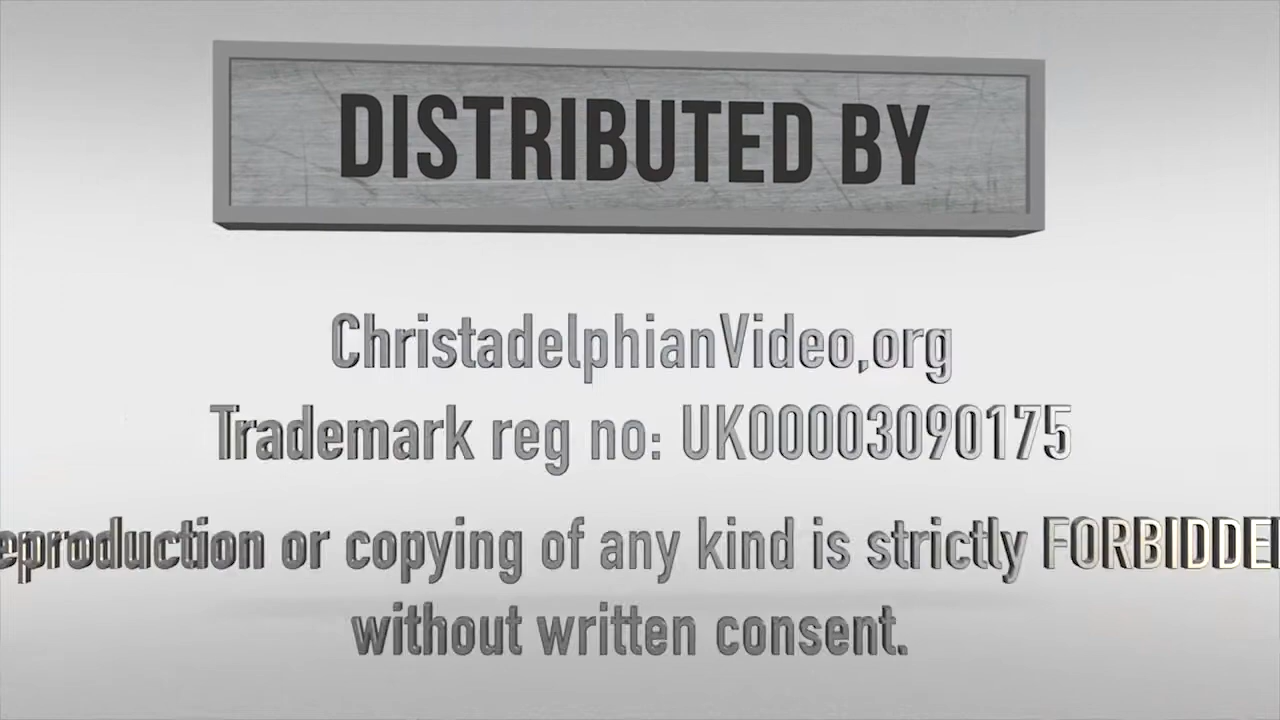 DISTRIBUTED BY
ChristadelphianVideo,org
Trademark reg no: UK00003090175
eproduction or copying of any kind is strictly FORBIDDE
without written consent.